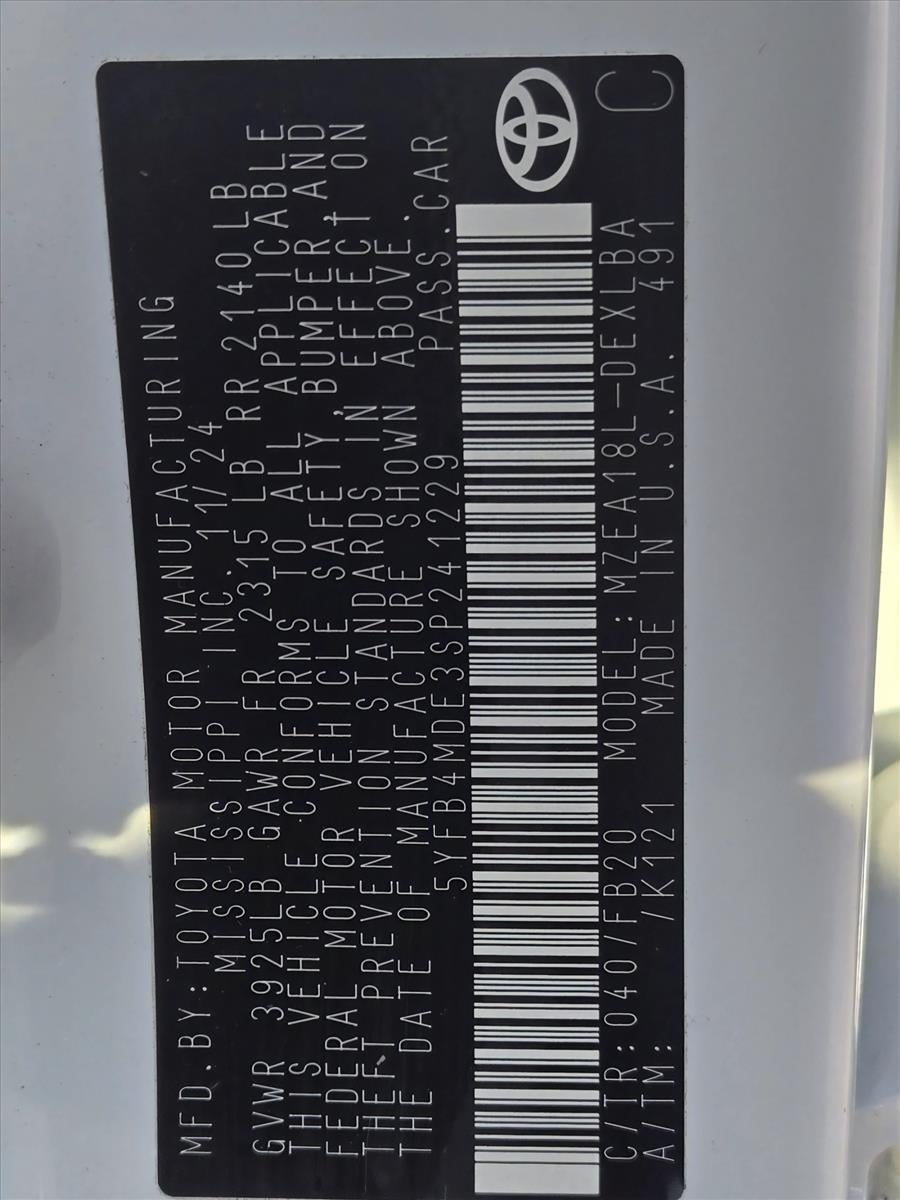 MFD.BY:TOYOTA MOTOR MANUFACTURING
MISSISSIPPI INC. 11/24
GVWR 3925LB GAWR FR 2315 LB RR 2140LB
THIS VEHICLE CONFORMS TO ALL APPLICABLE
FEDERAL MOTOR VEHICLE SAFETY, BUMPER, AND
THEFT PREVENTION STANDARDS IN EFFECT ON
THE DATE OF MANUFACTURE SHOWN ABOVE.
5YFB4MDE3SP241229 PASS.CAR
C/TR:040/FB20 MODEL:MZEA18L-DEXLBA C
A/TM: /K121 MADE IN U.S.A. 491